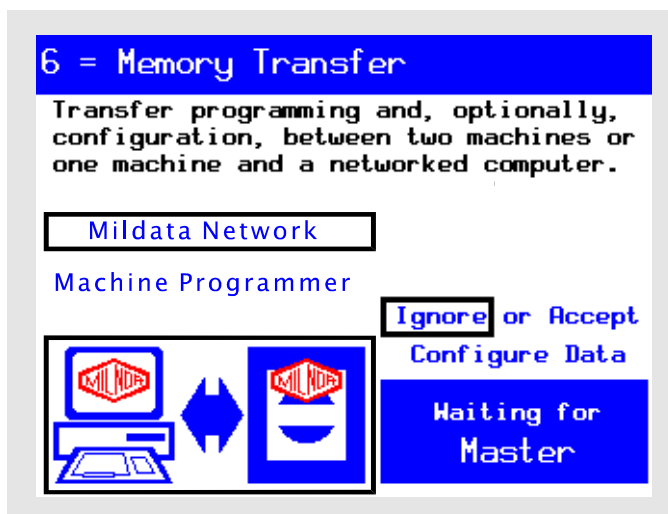 6 = Memory Transfer
Transfer programming and, optionally,
configuration, between two machines or
one machine and a networked computer.
Mildata Network
Machine Programmer
Ignore or Accept
Configure Data
MILNOR
MILNOR
Waiting for
Master